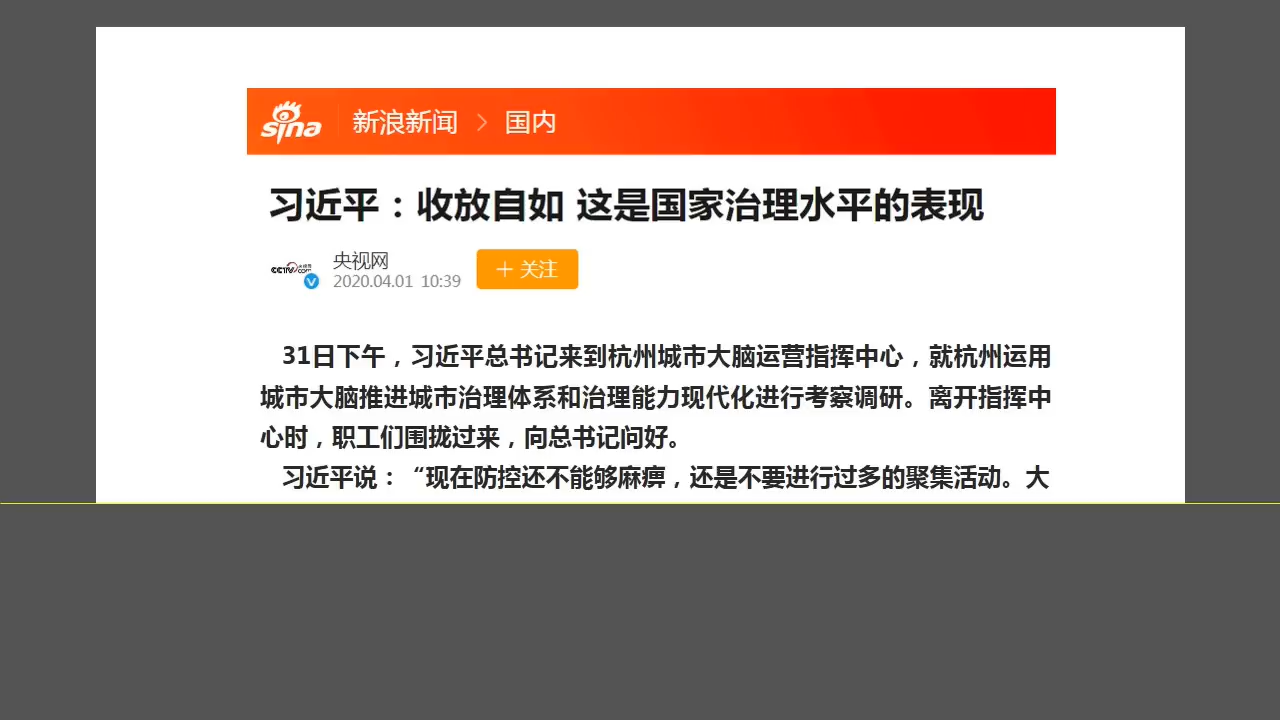 sina 新浪新闻 > 国内
习近平：收放自如 这是国家治理水平的表现
央视网
2020.04.01 10:39
+ 关注
31日下午，习近平总书记来到杭州城市大脑运营指挥中心，就杭州运用
城市大脑推进城市治理体系和治理能力现代化进行考察调研。离开指挥中
心时，职工们围拢过来，向总书记问好。
习近平说：“现在防控还不能够麻痹，还是不要进行过多的聚集活动。大